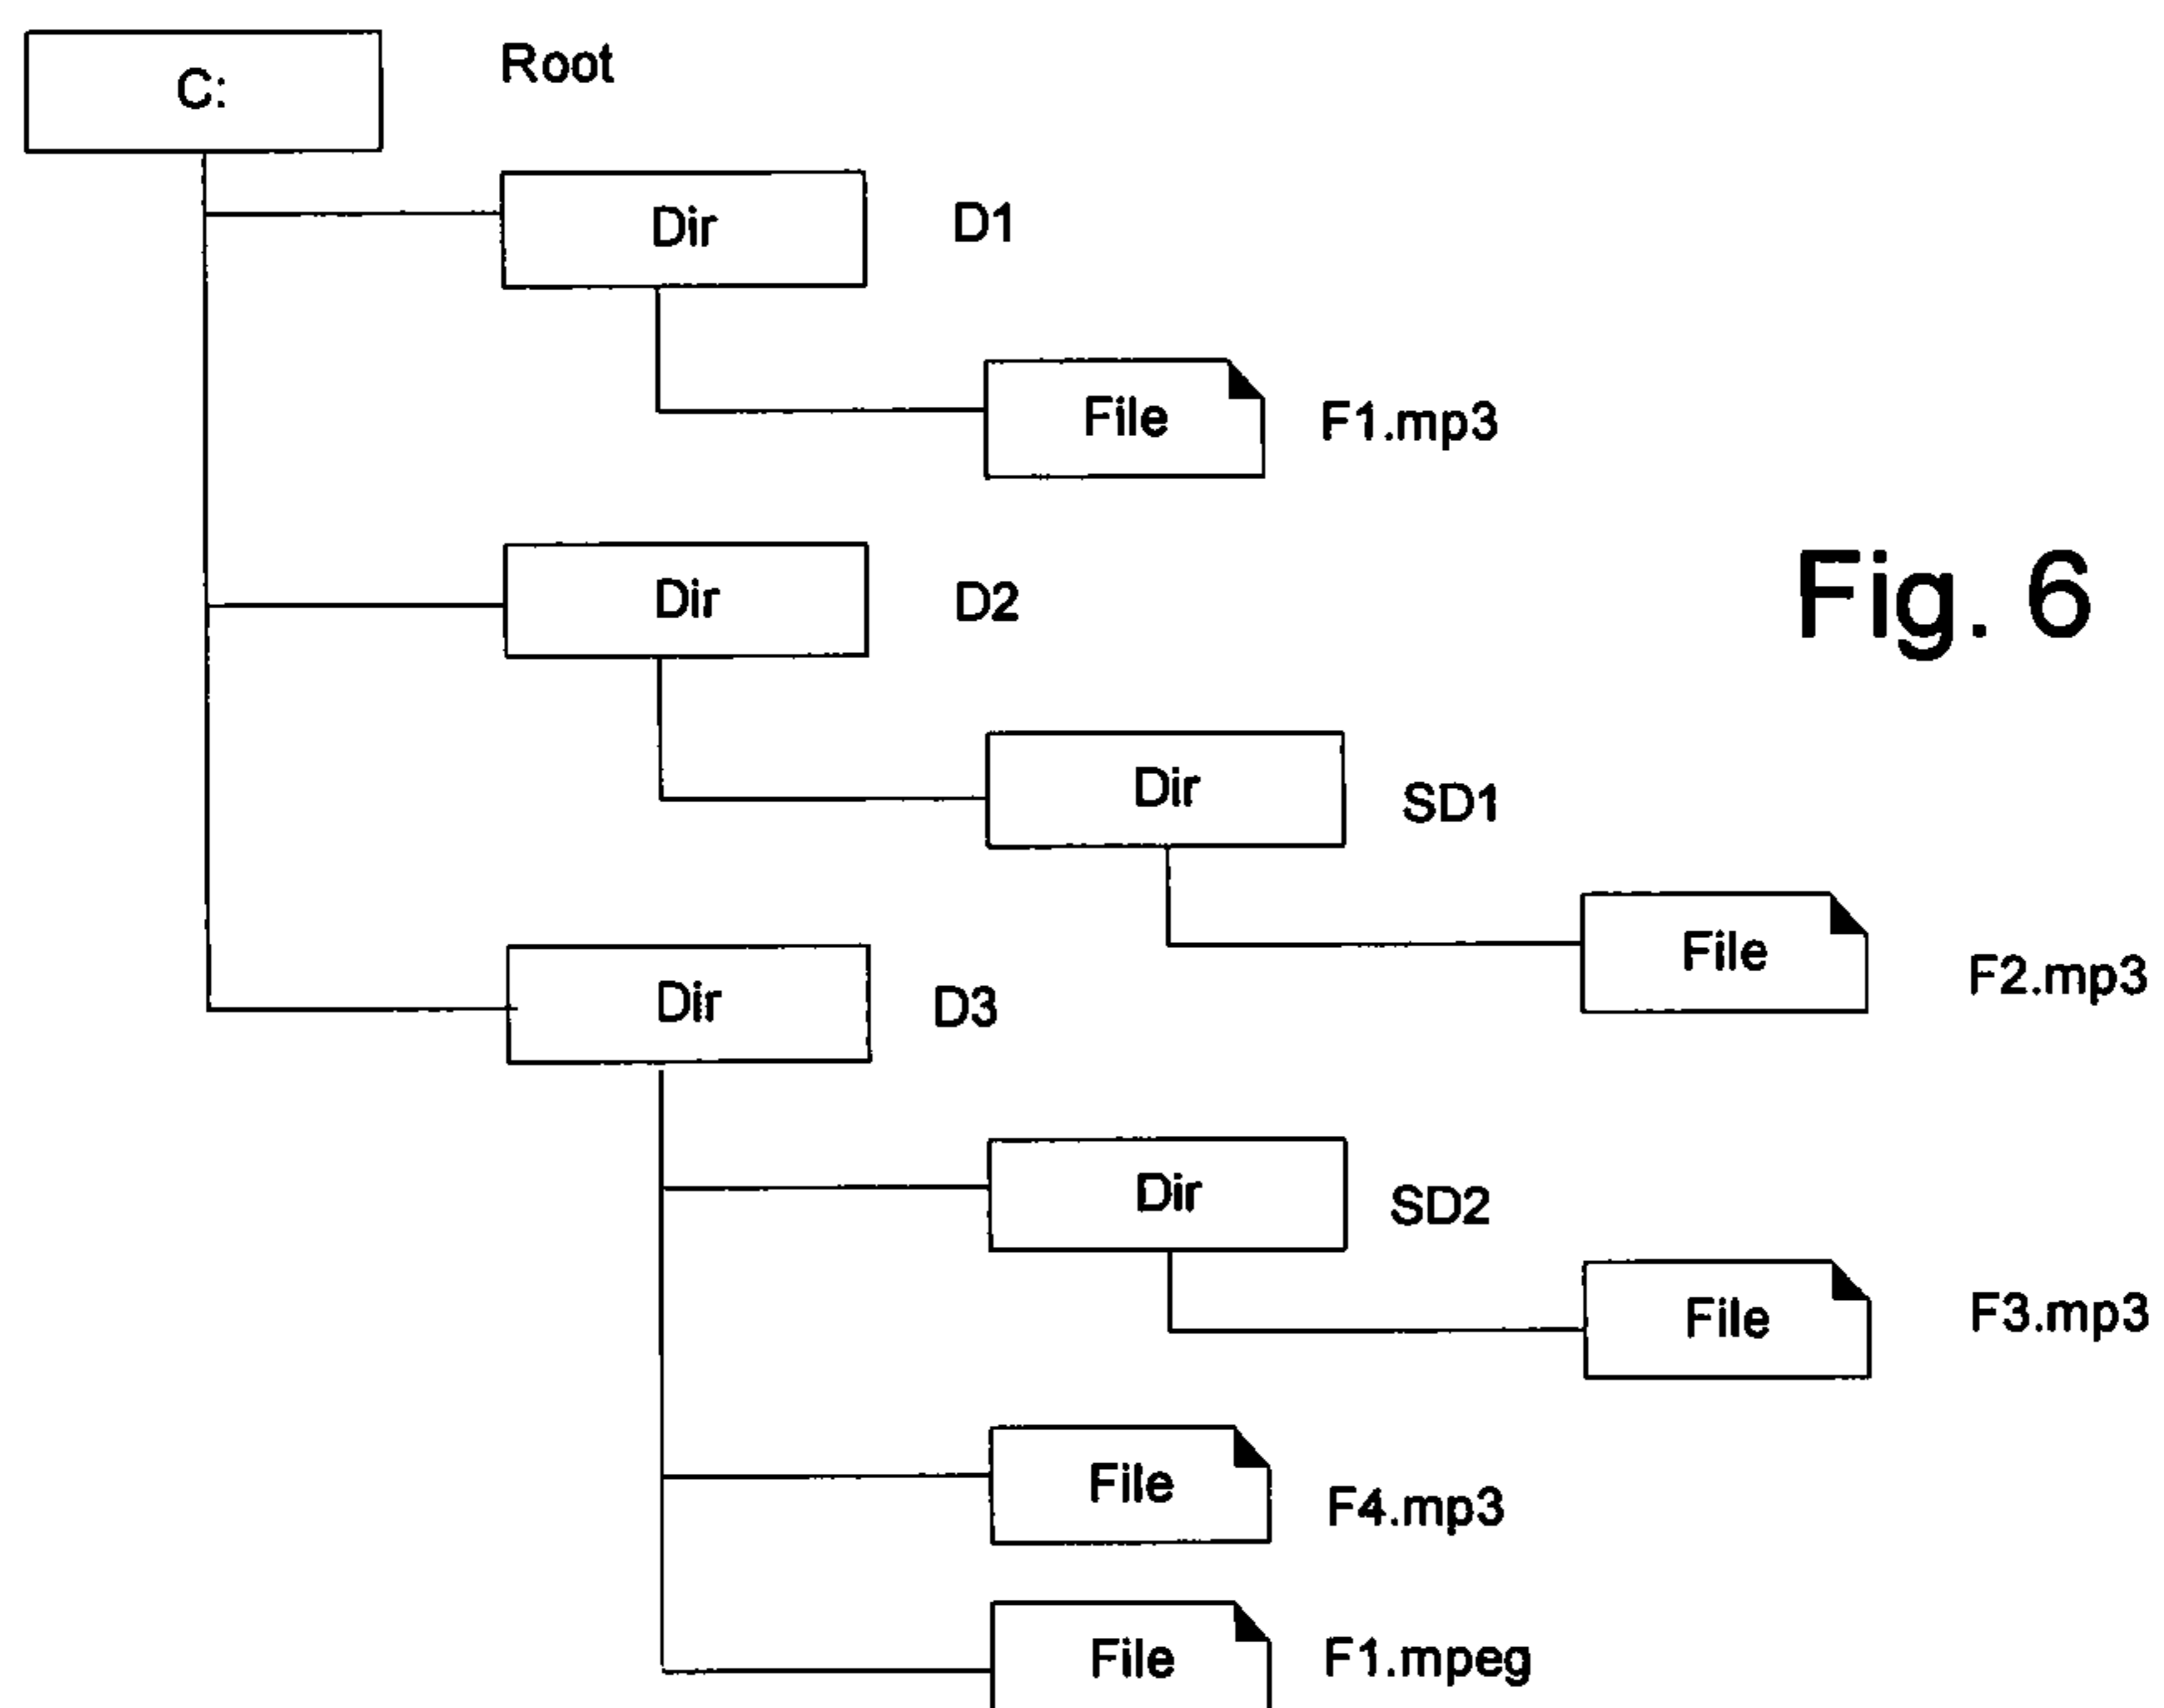 C: Root
Dir D1
File F1.mp3
Fig. 6
Dir D2
Dir SD1
File F2.mp3
Dir D3
Dir SD2
File F3.mp3
File F4.mp3
File F1.mpeg